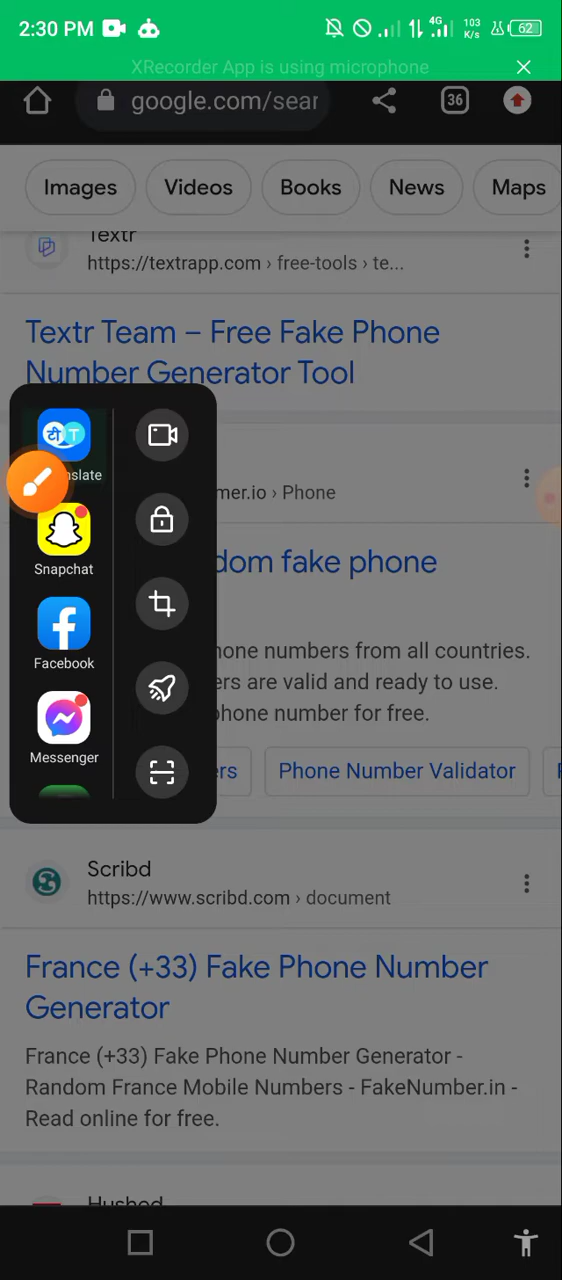 2:30 PM
4G
103
K/s
62
XRecorder App is using microphone
google.com/sear
36
Images
Videos
Books
News
Maps
Textr
https://textrapp.com › free-tools › te...
Textr Team – Free Fake Phone
Number Generator Tool
टी T
nslate
mer.io › Phone
Snapchat
dom fake phone
Facebook
hone numbers from all countries.
ers are valid and ready to use.
phone number for free.
Messenger
ers
Phone Number Validator
Scribd
https://www.scribd.com › document
France (+33) Fake Phone Number
Generator
France (+33) Fake Phone Number Generator -
Random France Mobile Numbers - FakeNumber.in -
Read online for free.
Hushed